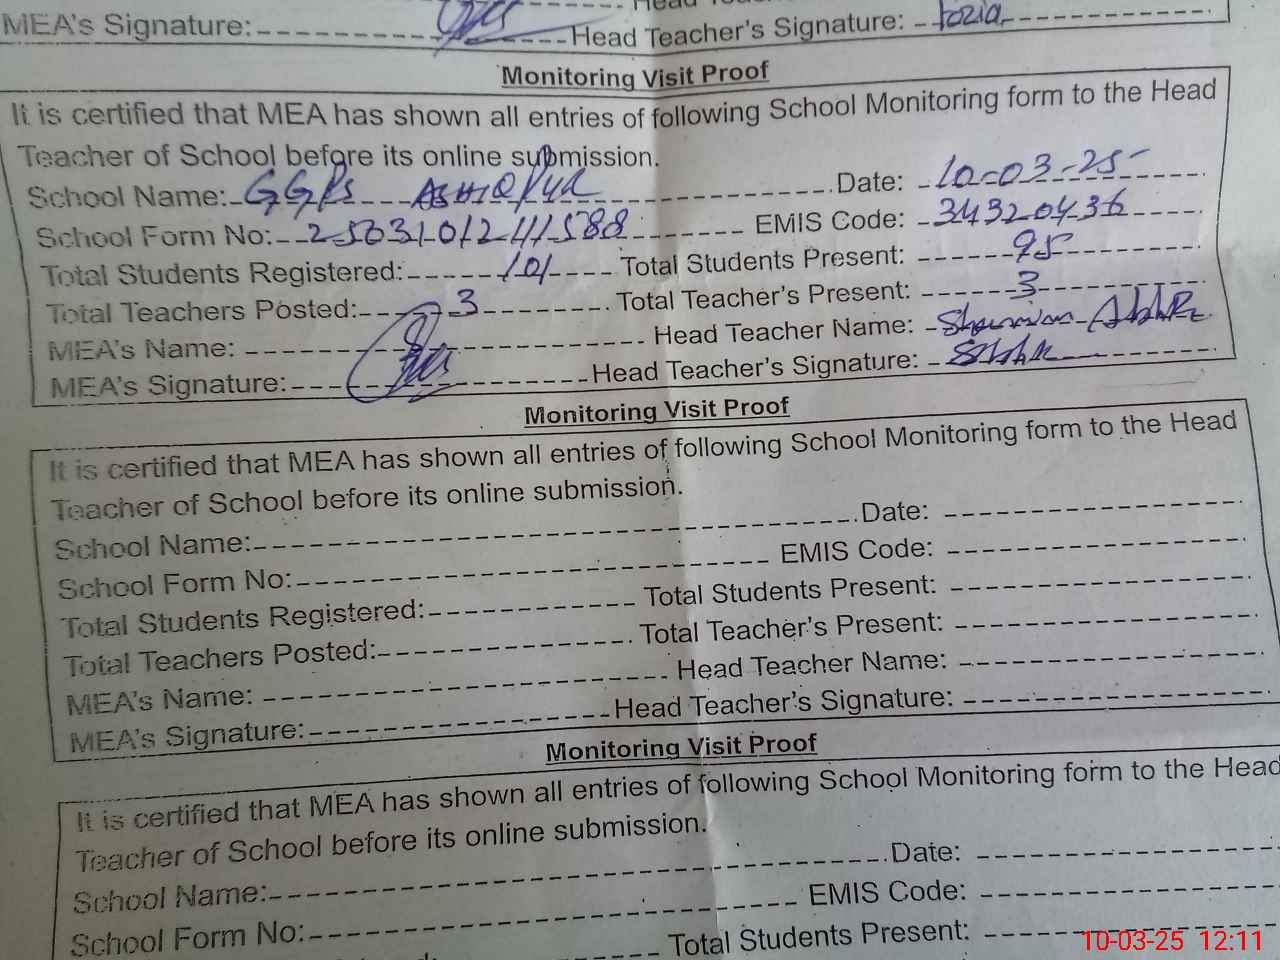 MEA's Signature: Head Teacher's Signature: Fozia
Monitoring Visit Proof
It is certified that MEA has shown all entries of following School Monitoring form to the Head
Teacher of School before its online submission.
School Name: GGPS ASHIQ PUR Date: 10-03-25
School Form No: EMIS Code: 34320436
Total Students Registered: 101 Total Students Present: 95
Total Teachers Posted: 3 Total Teacher's Present: 3
MEA's Name: Head Teacher Name:
MEA's Signature: Head Teacher's Signature:
Monitoring Visit Proof
It is certified that MEA has shown all entries of following School Monitoring form to the Head
Teacher of School before its online submission.
School Name: Date:
School Form No: EMIS Code:
Total Students Registered: Total Students Present:
Total Teachers Posted: Total Teacher's Present:
MEA's Name: Head Teacher Name:
MEA's Signature: Head Teacher's Signature:
Monitoring Visit Proof
It is certified that MEA has shown all entries of following School Monitoring form to the Head
Teacher of School before its online submission.
School Name: Date:
School Form No: EMIS Code:
Total Students Present:
10-03-25 12:11